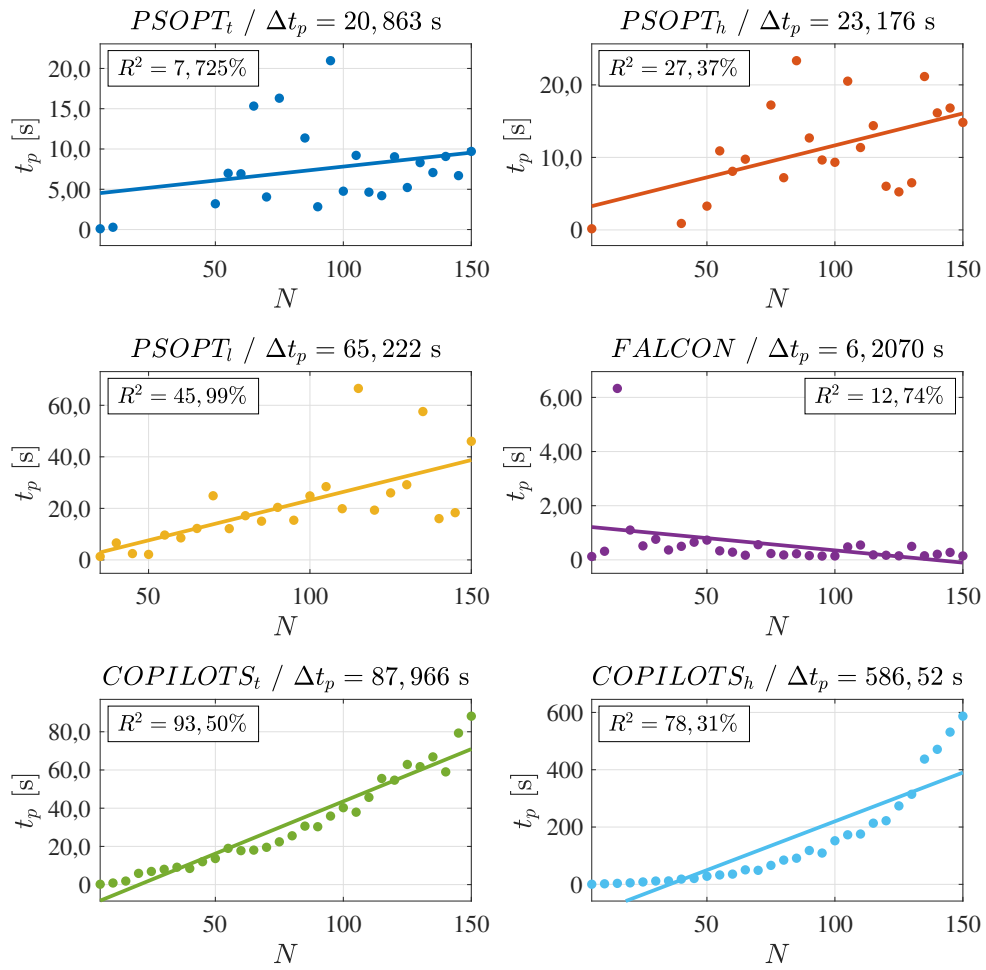 PSOPT_t / Δt_p = 20,863 s
R² = 7,725%
20,0
15,0
10,0
5,00
0
t_p [s]
50 100 150
N
PSOPT_h / Δt_p = 23,176 s
R² = 27,37%
20,0
10,0
0
t_p [s]
50 100 150
N
PSOPT_l / Δt_p = 65,222 s
R² = 45,99%
60,0
40,0
20,0
0
t_p [s]
50 100 150
N
FALCON / Δt_p = 6,2070 s
R² = 12,74%
6,00
4,00
2,00
0
t_p [s]
50 100 150
N
COPILOTS_t / Δt_p = 87,966 s
R² = 93,50%
80,0
60,0
40,0
20,0
0
t_p [s]
50 100 150
N
COPILOTS_h / Δt_p = 586,52 s
R² = 78,31%
600
400
200
0
t_p [s]
50 100 150
N